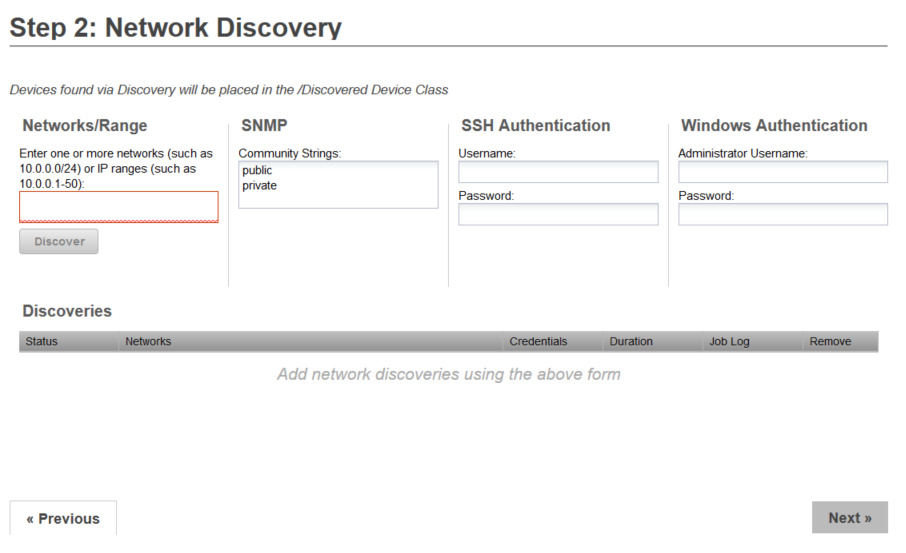 Step 2: Network Discovery
Devices found via Discovery will be placed in the /Discovered Device Class
Networks/Range
Enter one or more networks (such as
10.0.0.0/24) or IP ranges (such as
10.0.0.1-50):
Discover
SNMP
Community Strings:
public
private
SSH Authentication
Username:
Password:
Windows Authentication
Administrator Username:
Password:
Discoveries
Status Networks Credentials Duration Job Log Remove
Add network discoveries using the above form
« Previous
Next »